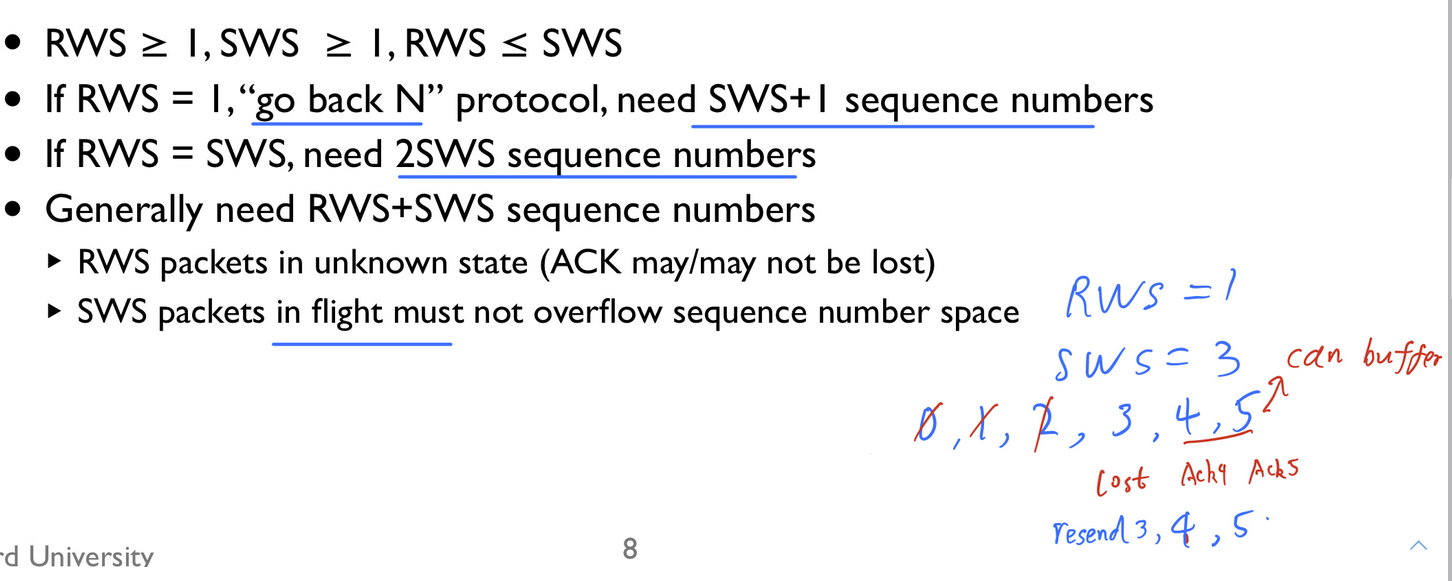 • RWS ≥ 1, SWS ≥ 1, RWS ≤ SWS
• If RWS = 1, “go back N” protocol, need SWS+1 sequence numbers
• If RWS = SWS, need 2SWS sequence numbers
• Generally need RWS+SWS sequence numbers
▸ RWS packets in unknown state (ACK may/may not be lost)
▸ SWS packets in flight must not overflow sequence number space
RWS = 1
SWS = 3
can buffer
0, 1, 2, 3, 4, 5
Lost Ack4 Ack5
resend 3, 4, 5
rd University
8